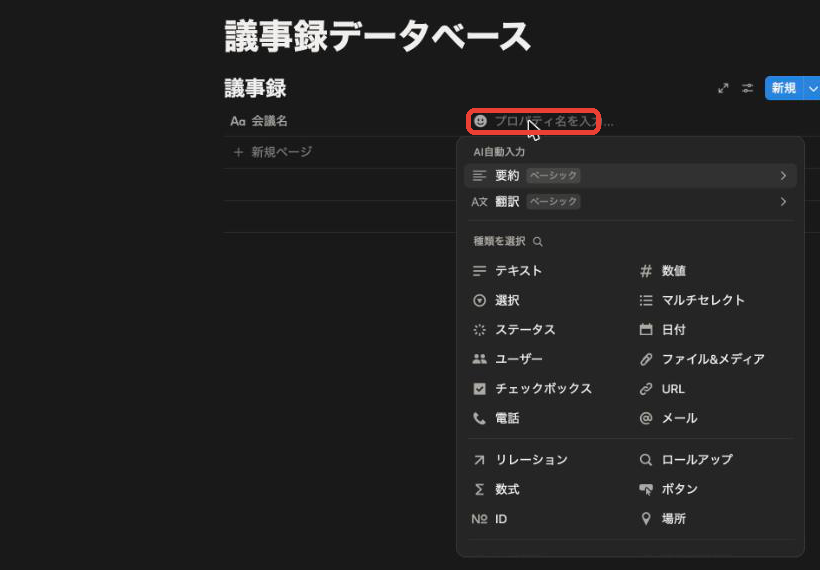 議事録データベース
議事録
新規
Aa 会議名
プロパティ名を入力...
+ 新規ページ
AI自動入力
要約 ベーシック
翻訳 ベーシック
種類を選択
テキスト
# 数値
選択
マルチセレクト
ステータス
日付
ユーザー
ファイル&メディア
チェックボックス
URL
電話
@ メール
リレーション
ロールアップ
Σ 数式
ボタン
№ ID
場所